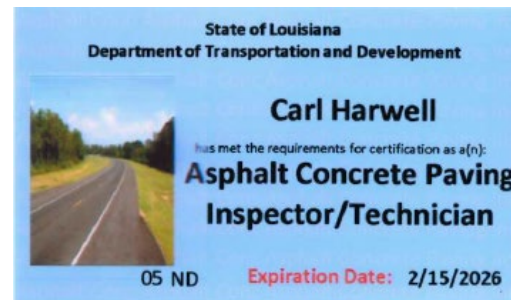 State of Louisiana
Department of Transportation and Development
Carl Harwell
has met the requirements for certification as a(n):
Asphalt Concrete Paving
Inspector/Technician
05 ND
Expiration Date: 2/15/2026